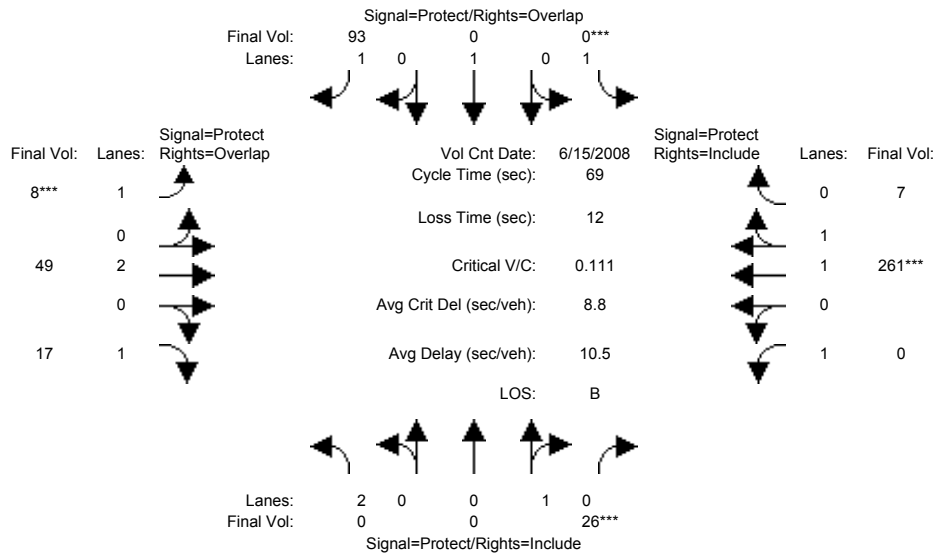 Signal=Protect/Rights=Overlap
Final Vol: 93 0 0***
Lanes: 1 0 1 0 1
Signal=Protect Signal=Protect
Final Vol: Lanes: Rights=Overlap Vol Cnt Date: 6/15/2008 Rights=Include Lanes: Final Vol:
Cycle Time (sec): 69
8*** 1 0 7
Loss Time (sec): 12
0 1
49 2 Critical V/C: 0.111 1 261***
0 Avg Crit Del (sec/veh): 8.8 0
17 1 Avg Delay (sec/veh): 10.5 1 0
LOS: B
Lanes: 2 0 0 1 0
Final Vol: 0 0 26***
Signal=Protect/Rights=Include